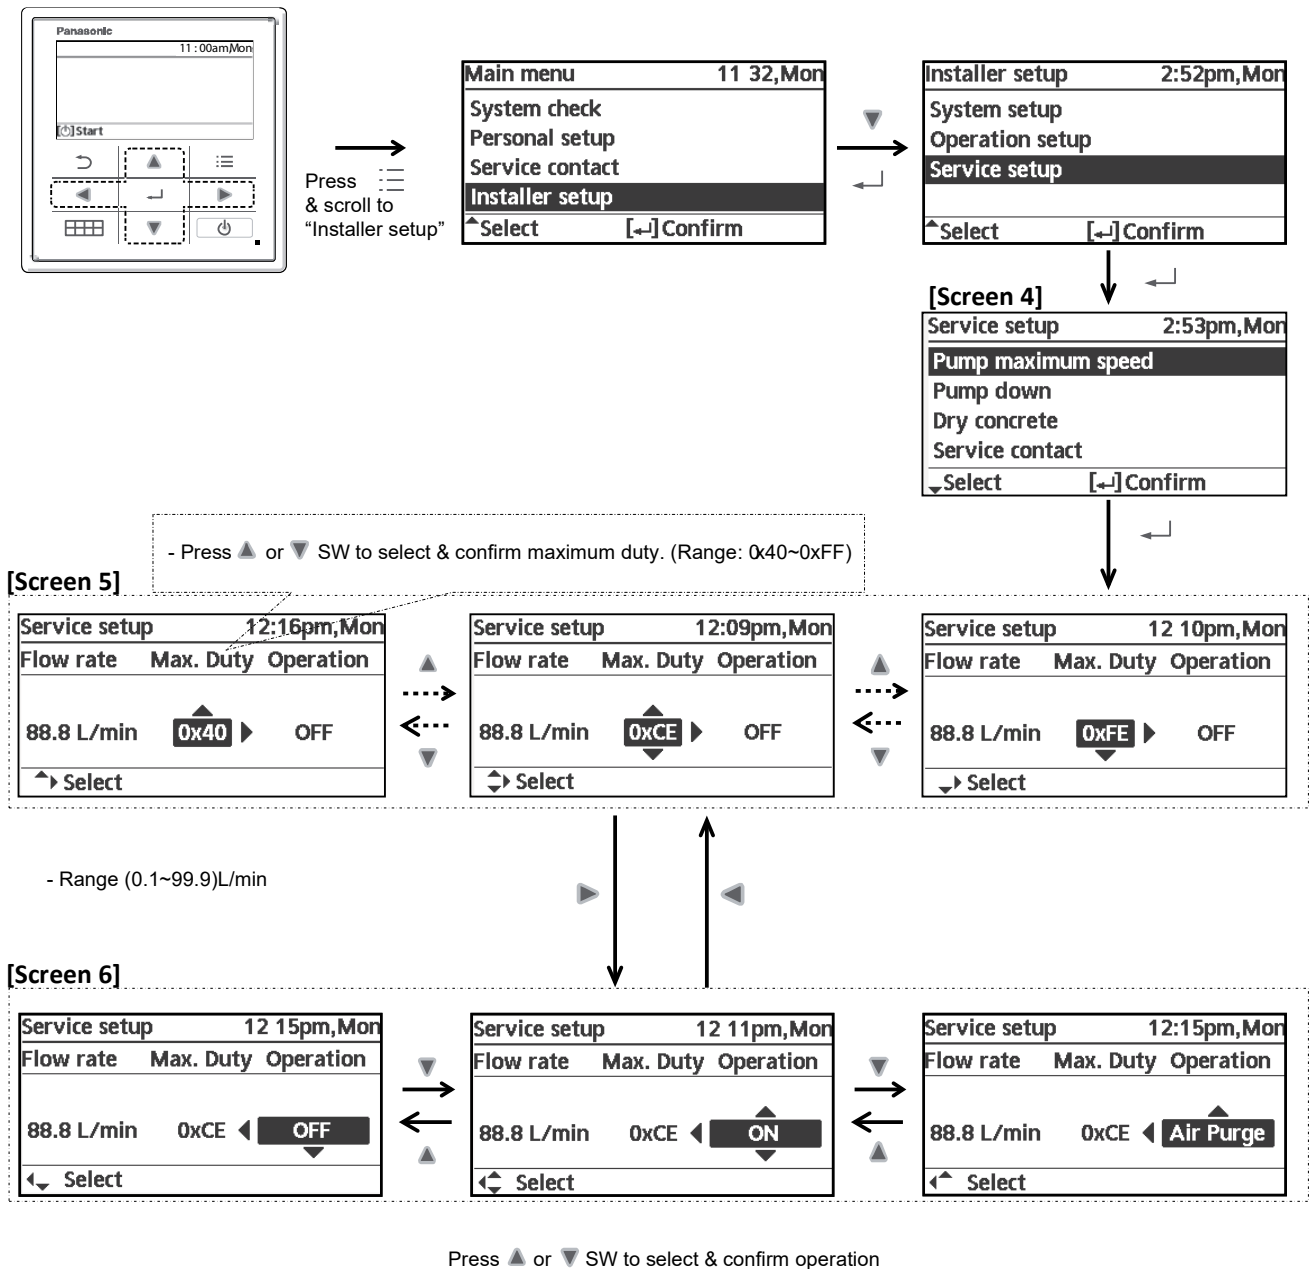 Panasonic
11:00am,Mon
[⏻]Start
Press
& scroll to
“Installer setup”
Main menu 11 32,Mon
System check
Personal setup
Service contact
Installer setup
Select [↵]Confirm
Installer setup 2:52pm,Mon
System setup
Operation setup
Service setup
Select [↵]Confirm
[Screen 4]
Service setup 2:53pm,Mon
Pump maximum speed
Pump down
Dry concrete
Service contact
Select [↵]Confirm
- Press ▲ or ▼ SW to select & confirm maximum duty. (Range: 0x40~0xFF)
[Screen 5]
Service setup 12:16pm,Mon
Flow rate Max. Duty Operation
88.8 L/min 0x40 OFF
Select
Service setup 12:09pm,Mon
Flow rate Max. Duty Operation
88.8 L/min 0xCE OFF
Select
Service setup 12 10pm,Mon
Flow rate Max. Duty Operation
88.8 L/min 0xFE OFF
Select
- Range (0.1~99.9)L/min
[Screen 6]
Service setup 12 15pm,Mon
Flow rate Max. Duty Operation
88.8 L/min 0xCE OFF
Select
Service setup 12 11pm,Mon
Flow rate Max. Duty Operation
88.8 L/min 0xCE ON
Select
Service setup 12:15pm,Mon
Flow rate Max. Duty Operation
88.8 L/min 0xCE Air Purge
Select
Press ▲ or ▼ SW to select & confirm operation